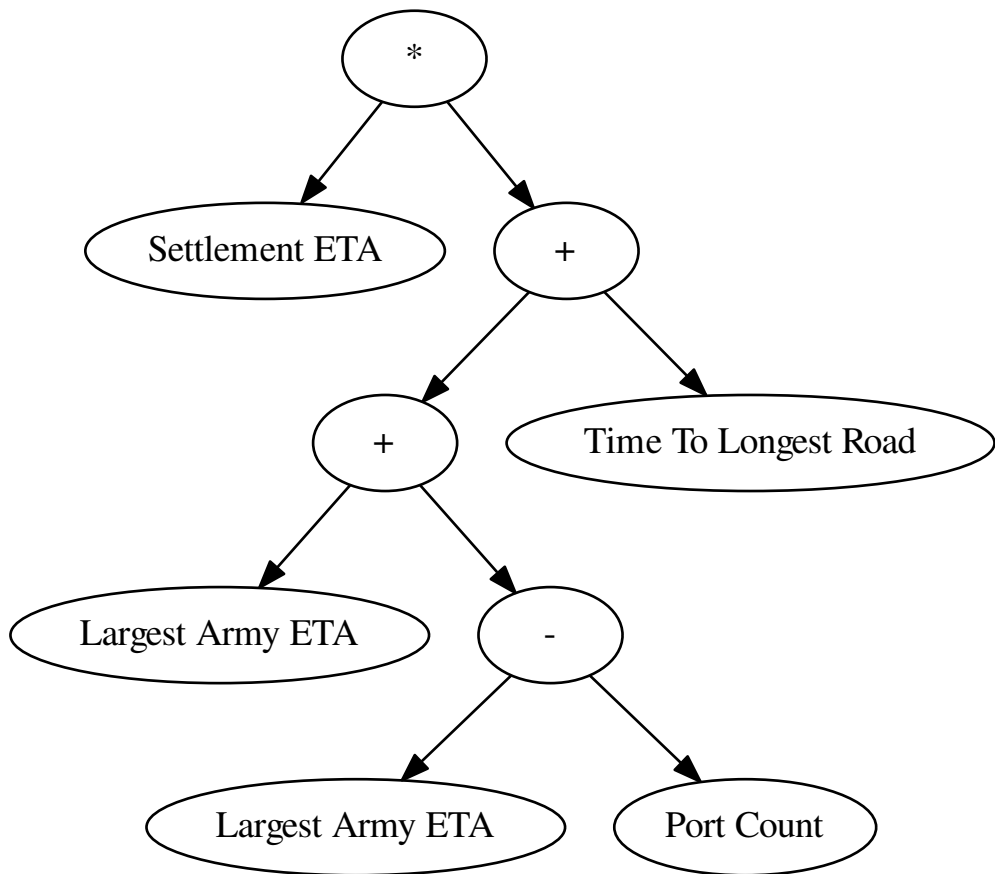 *
Settlement ETA
+
+
Time To Longest Road
Largest Army ETA
-
Largest Army ETA
Port Count